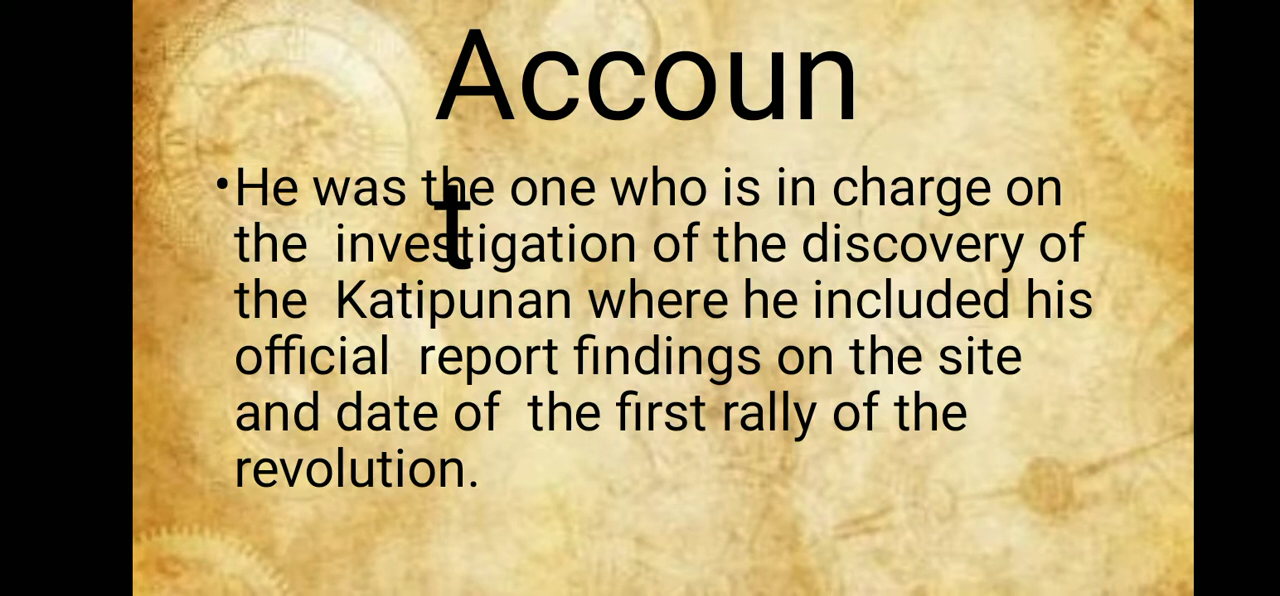 Accoun
t
•He was the one who is in charge on
the  investigation of the discovery of
the  Katipunan where he included his
official  report findings on the site
and date of  the first rally of the
revolution.